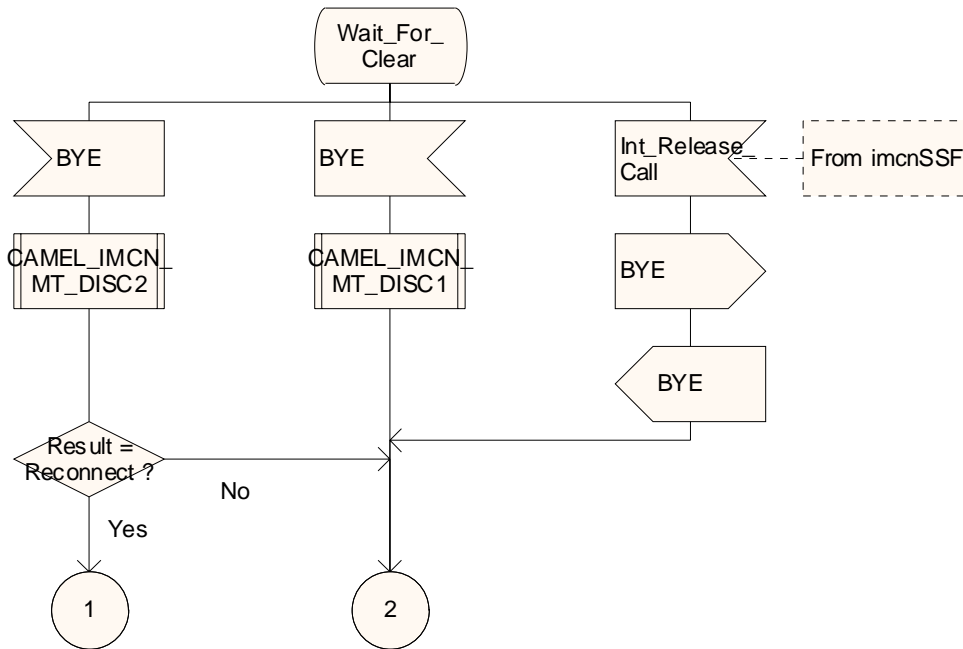 Wait_For_
Clear
BYE
BYE
Int_Release_
Call
From imcnSSF
CAMEL_IMCN_
MT_DISC2
CAMEL_IMCN_
MT_DISC1
BYE
BYE
Result =
Reconnect ?
No
Yes
1
2